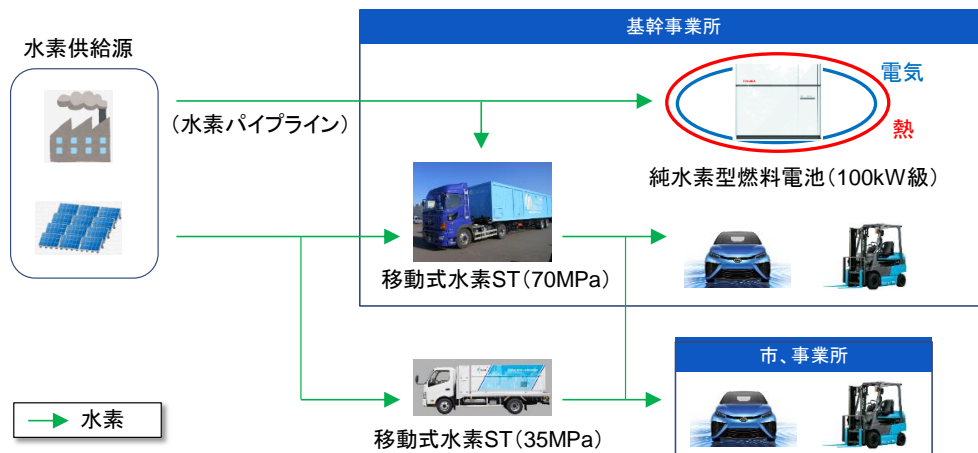 基幹事業所
水素供給源
電気
(水素パイプライン)
熱
純水素型燃料電池(100kW級)
移動式水素ST(70MPa)
市、事業所
水素
移動式水素ST(35MPa)